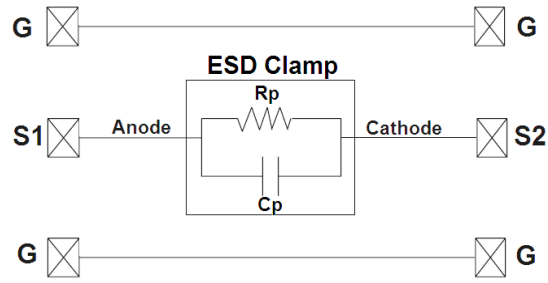 G G
ESD Clamp
Rp
S1 Anode Cathode S2
Cp
G G